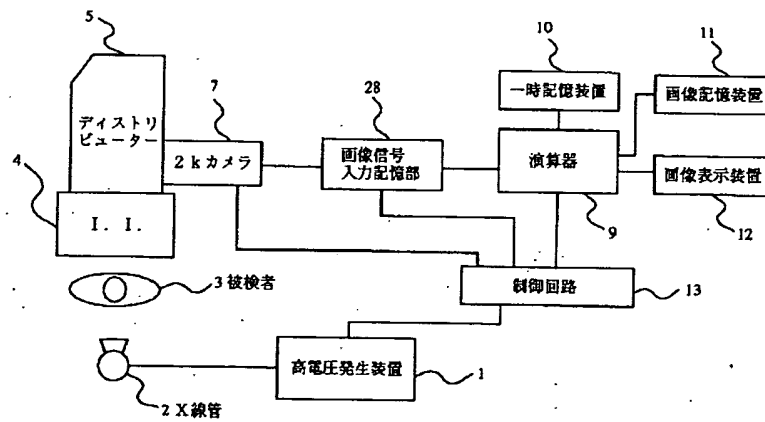 5
10
11
一時記憶装置
画像記憶装置
7
28
ディストリ
ビューター
4
2kカメラ
画像信号
入力記憶部
演算器
画像表示装置
I. I.
9
12
3 被検者
制御回路
13
高電圧発生装置
1
2 X線管